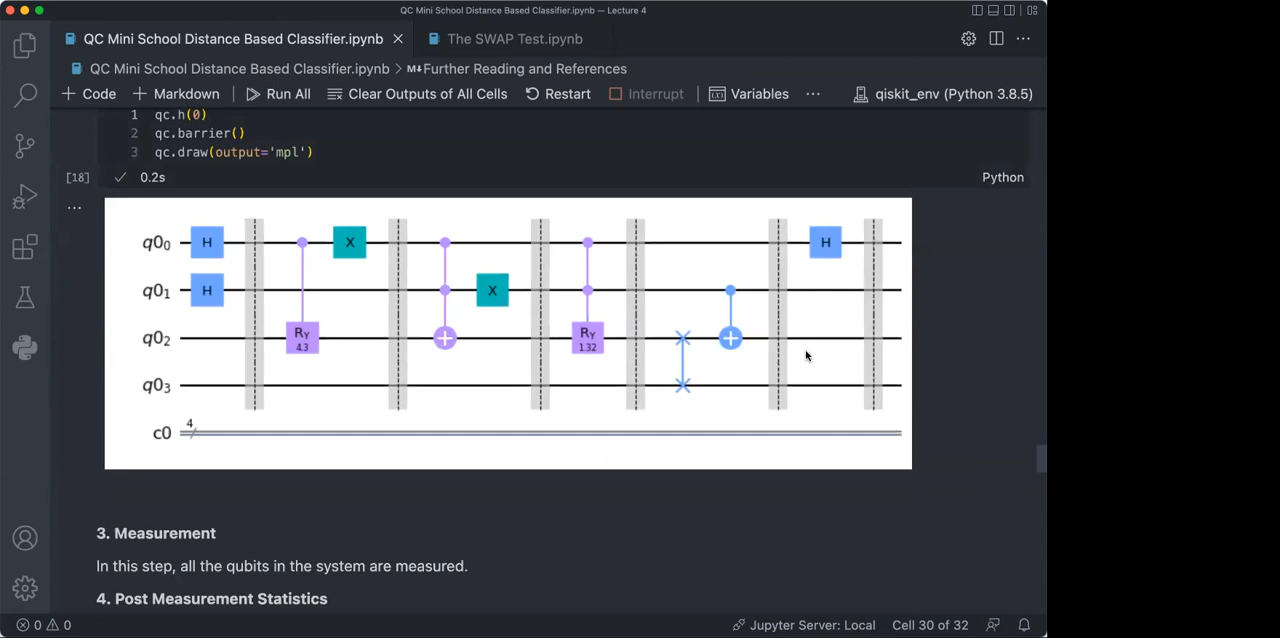 QC Mini School Distance Based Classifier.ipynb — Lecture 4
QC Mini School Distance Based Classifier.ipynb
The SWAP Test.ipynb
QC Mini School Distance Based Classifier.ipynb > M↓Further Reading and References
+ Code + Markdown Run All Clear Outputs of All Cells Restart Interrupt Variables ... qiskit_env (Python 3.8.5)
1 qc.h(0)
2 qc.barrier()
3 qc.draw(output='mpl')
[18] ✓ 0.2s Python
...
q0₀ H X H
q0₁ H X
q0₂ RY 4.3 RY 1.32
q0₃
c0 4
3. Measurement
In this step, all the qubits in the system are measured.
4. Post Measurement Statistics
0 0 Jupyter Server: Local Cell 30 of 32